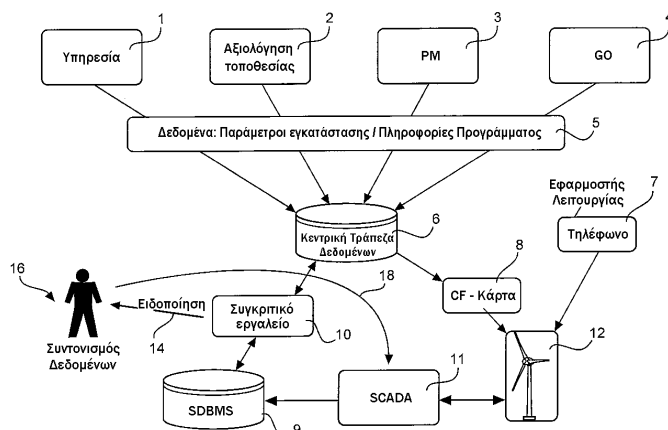 1
2
3
4
Υπηρεσία
Αξιολόγηση
τοποθεσίας
PM
GO
5
Δεδομένα: Παράμετροι εγκατάστασης / Πληροφορίες Προγράμματος
Εφαρμοστής
Λειτουργίας
7
Τηλέφωνο
6
Κεντρική Τράπεζα
Δεδομένων
8
CF - Κάρτα
16
18
Ειδοποίηση
14
Συγκριτικό
εργαλείο
10
12
Συντονισμός
Δεδομένων
11
SCADA
SDBMS
9